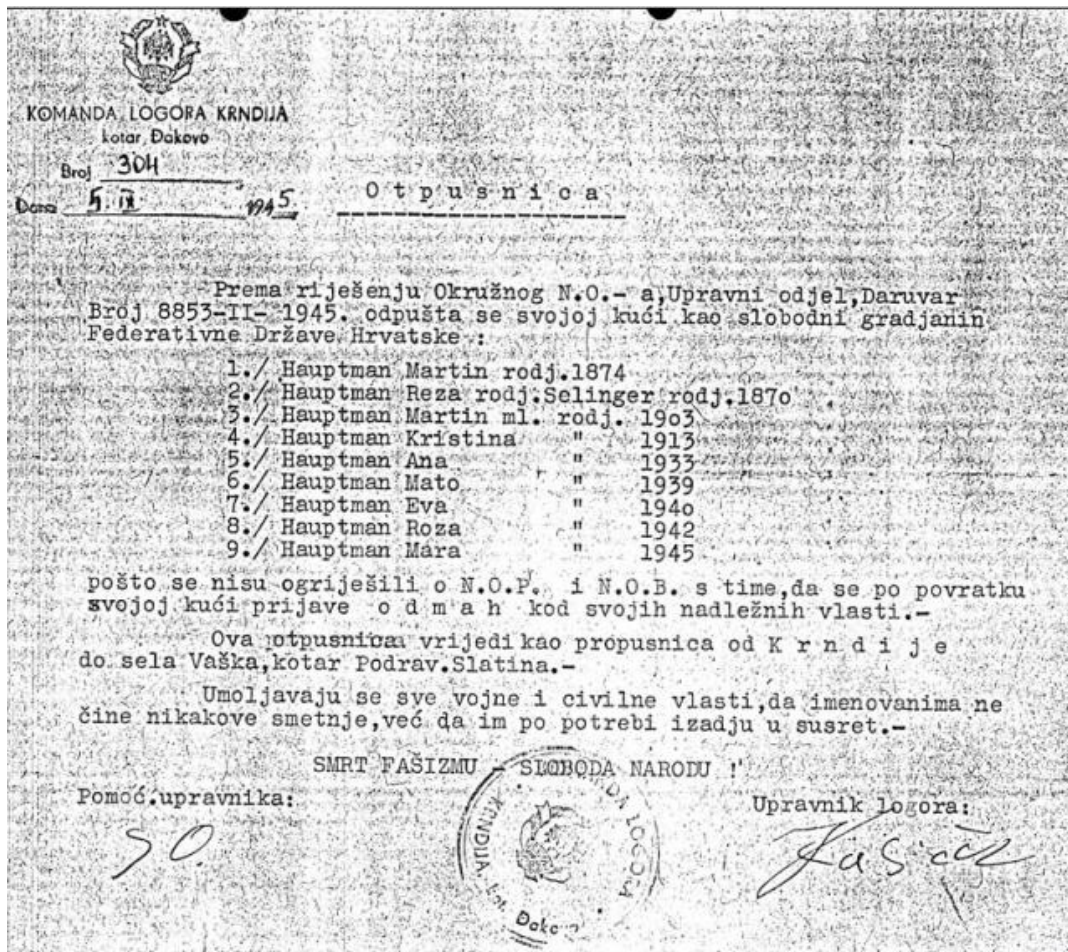 KOMANDA LOGORA KRNDIJA
kotar Đakovo
Broj 304
Dana 5. IX 1945.
Otpusnica
Prema riješenju Okružnog N.O.- a,Upravni odjel,Daruvar
Broj 8853-II- 1945. odpušta se svojoj kući kao slobodni gradjanin
Federativne Države Hrvatske :
1./ Hauptman Martin rodj.1874
2./ Hauptman Reza rodj.Selinger rodj.187o
3./ Hauptman Martin ml. rodj. 19o3
4./ Hauptman Kristina " 1913
5./ Hauptman Ana " 1933
6./ Hauptman Mato " 1939
7./ Hauptman Eva " 194o
8./ Hauptman Roza " 1942
9./ Hauptman Mara " 1945
pošto se nisu ogriješili o N.O.P. i N.O.B. s time,da se po povratku
svojoj kući prijave o d m a h kod svojih nadležnih vlasti.-
Ova otpusnica vrijedi kao propusnica od K r n d i j e
do sela Vaška,kotar Podrav.Slatina.-
Umoljavaju se sve vojne i civilne vlasti,da imenovanima ne
čine nikakove smetnje,već da im po potrebi izadju u susret.-
SMRT FAŠIZMU - SLOBODA NARODU !
Pomoć.upravnika:
Upravnik logora:
LOGORA
KRNDIJA
kot. Đakovo